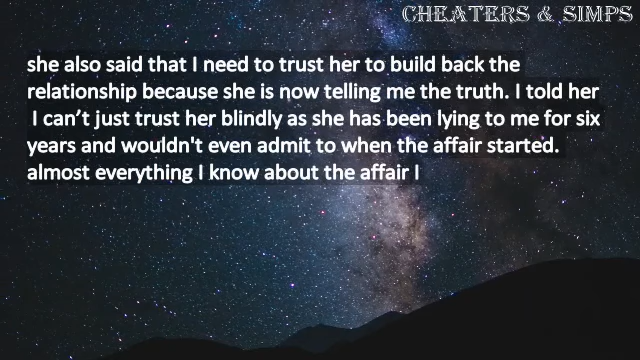 CHEATERS & SIMPS
she also said that I need to trust her to build back the
relationship because she is now telling me the truth. I told her
I can’t just trust her blindly as she has been lying to me for six
years and wouldn't even admit to when the affair started.
almost everything I know about the affair I